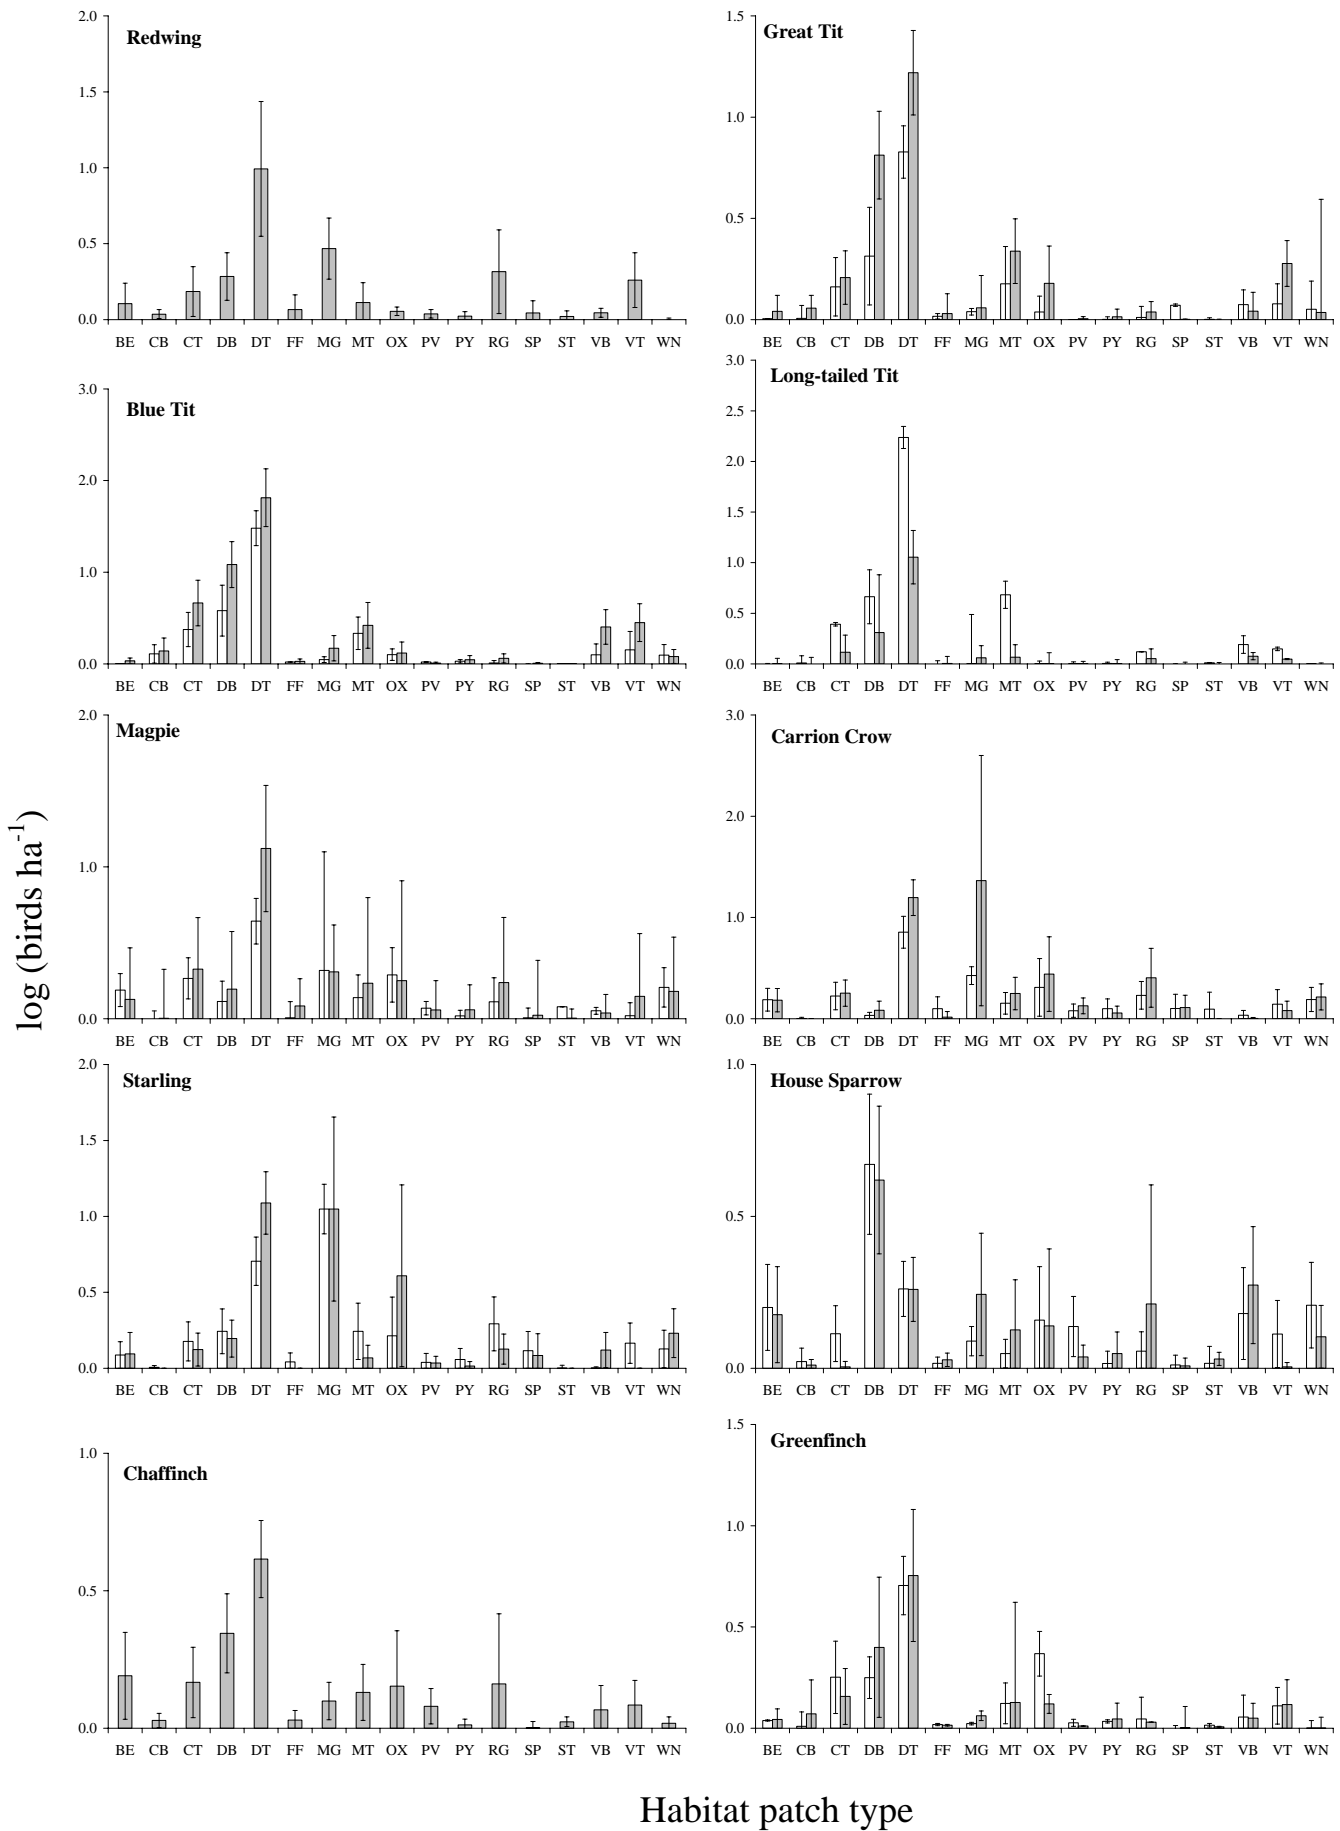 Redwing
2.0
1.5
1.0
0.5
0.0
BE CB CT DB DT FF MG MT OX PV PY RG SP ST VB VT WN
Great Tit
1.5
1.0
0.5
0.0
BE CB CT DB DT FF MG MT OX PV PY RG SP ST VB VT WN
Blue Tit
3.0
2.0
1.0
0.0
BE CB CT DB DT FF MG MT OX PV PY RG SP ST VB VT WN
Long-tailed Tit
3.0
2.5
2.0
1.5
1.0
0.5
0.0
BE CB CT DB DT FF MG MT OX PV PY RG SP ST VB VT WN
Magpie
2.0
1.0
0.0
BE CB CT DB DT FF MG MT OX PV PY RG SP ST VB VT WN
Carrion Crow
3.0
2.0
1.0
0.0
BE CB CT DB DT FF MG MT OX PV PY RG SP ST VB VT WN
log (birds ha⁻¹)
Starling
2.0
1.5
1.0
0.5
0.0
BE CB CT DB DT FF MG MT OX PV PY RG SP ST VB VT WN
House Sparrow
1.0
0.5
0.0
BE CB CT DB DT FF MG MT OX PV PY RG SP ST VB VT WN
Chaffinch
1.0
0.5
0.0
BE CB CT DB DT FF MG MT OX PV PY RG SP ST VB VT WN
Greenfinch
1.5
1.0
0.5
0.0
BE CB CT DB DT FF MG MT OX PV PY RG SP ST VB VT WN
Habitat patch type